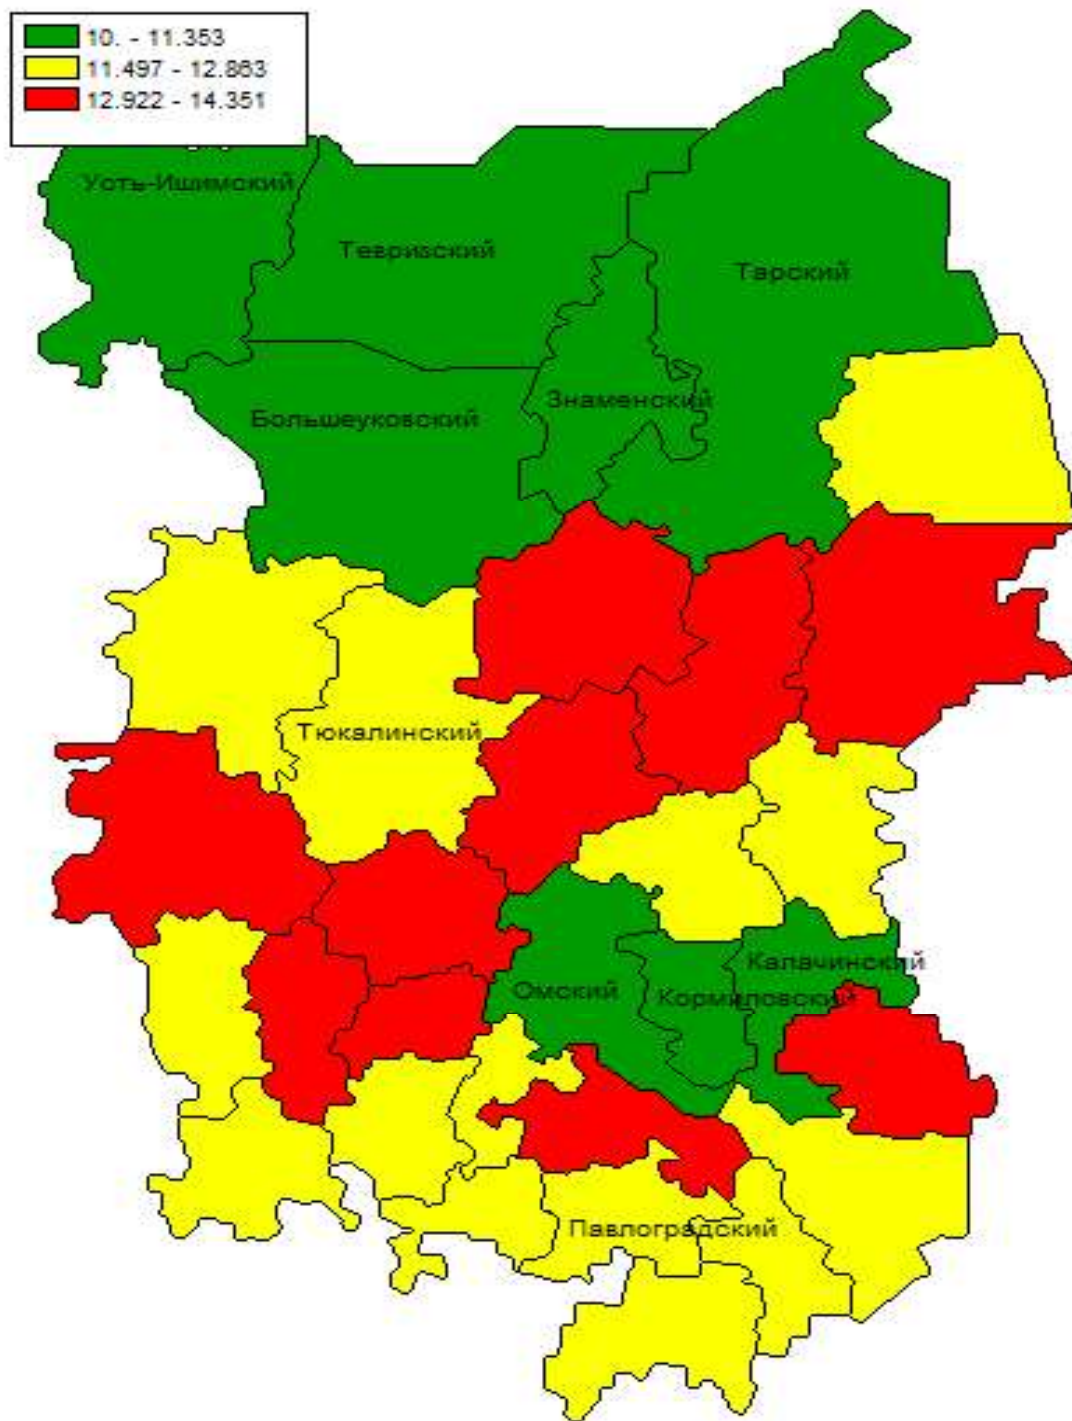 10. - 11.353
11.497 - 12.863
12.922 - 14.351
Усть-Ишимский
Тевризский
Тарский
Знаменский
Большеуковский
Тюкалинский
Калачинский
Омский
Кормиловский
Павлоградский